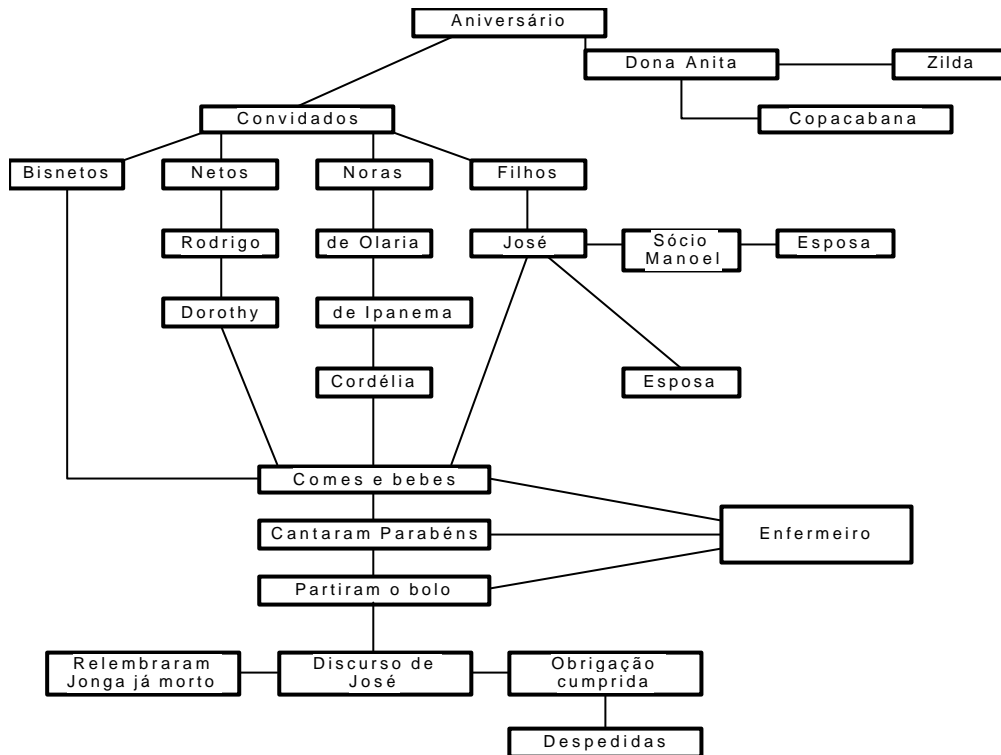 Aniversário
Dona Anita
Zilda
Convidados
Copacabana
Bisnetos
Netos
Noras
Filhos
Rodrigo
de Olaria
José
Sócio
Manoel
Esposa
Dorothy
de Ipanema
Cordélia
Esposa
Comes e bebes
Cantaram Parabéns
Enfermeiro
Partiram o bolo
Relembraram
Jonga já morto
Discurso de
José
Obrigação
cumprida
Despedidas